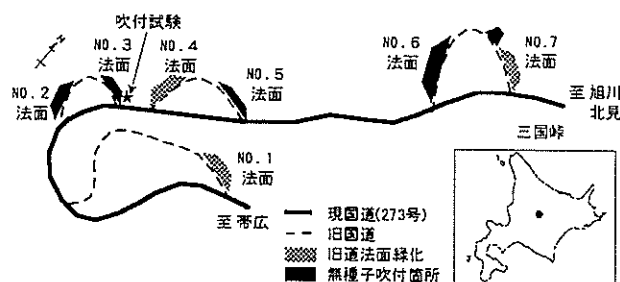 吹付試験
NO.3
法面
NO.4
法面
NO.2
法面
NO.5
法面
NO.6
法面
NO.7
法面
至 旭川
北見
三国峠
NO.1
法面
至 帯広
現国道(273号)
旧国道
旧道法面緑化
無種子吹付箇所